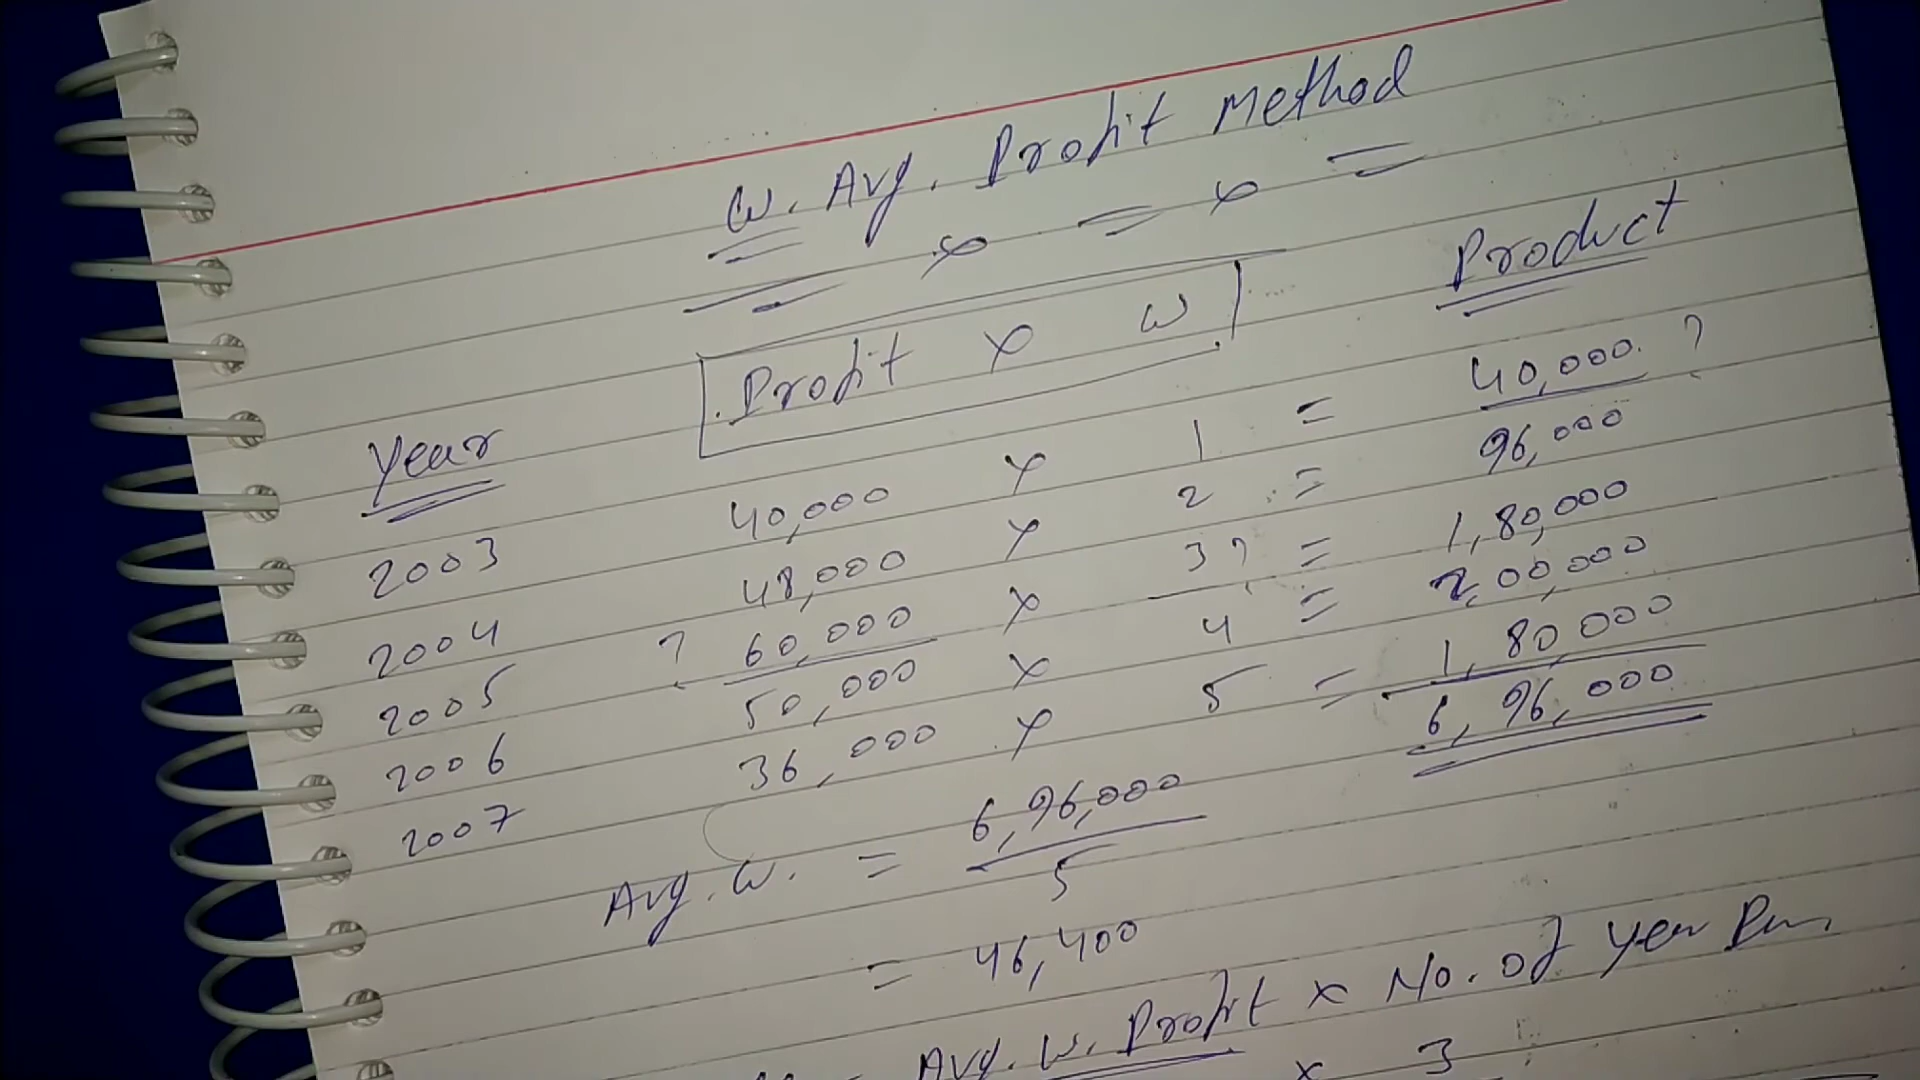 W. Avg. Profit Method
Profit × W
Product
Year
2003 40,000 × 1 = 40,000. ?
2004 48,000 × 2 = 96,000
2005 ? 60,000 × 3 ? = 1,80,000
2006 50,000 × 4 = 2,00,000
2007 36,000 × 5 = 1,80,000
6,96,000
Avg. W. = 6,96,000
5
= 46,400
Avg. W. Profit × No. of Year
× 3